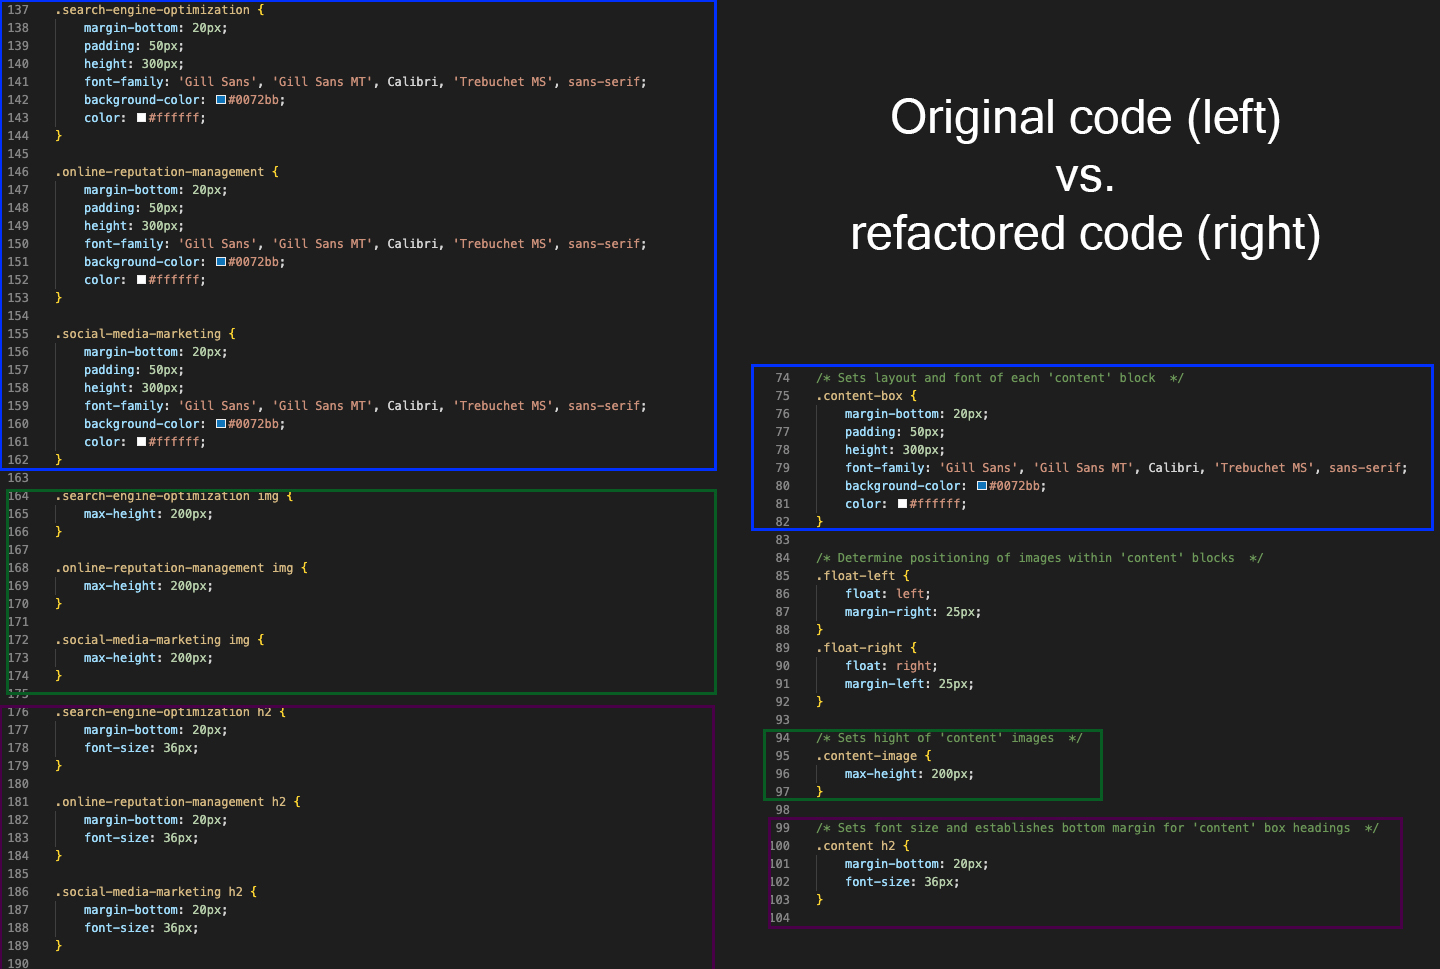 137 .search-engine-optimization {
138     margin-bottom: 20px;
139     padding: 50px;
140     height: 300px;
141     font-family: 'Gill Sans', 'Gill Sans MT', Calibri, 'Trebuchet MS', sans-serif;
142     background-color: #0072bb;
143     color: #ffffff;
144 }
145
146 .online-reputation-management {
147     margin-bottom: 20px;
148     padding: 50px;
149     height: 300px;
150     font-family: 'Gill Sans', 'Gill Sans MT', Calibri, 'Trebuchet MS', sans-serif;
151     background-color: #0072bb;
152     color: #ffffff;
153 }
154
155 .social-media-marketing {
156     margin-bottom: 20px;
157     padding: 50px;
158     height: 300px;
159     font-family: 'Gill Sans', 'Gill Sans MT', Calibri, 'Trebuchet MS', sans-serif;
160     background-color: #0072bb;
161     color: #ffffff;
162 }
163
164 .search-engine-optimization img {
165     max-height: 200px;
166 }
167
168 .online-reputation-management img {
169     max-height: 200px;
170 }
171
172 .social-media-marketing img {
173     max-height: 200px;
174 }
175
176 .search-engine-optimization h2 {
177     margin-bottom: 20px;
178     font-size: 36px;
179 }
180
181 .online-reputation-management h2 {
182     margin-bottom: 20px;
183     font-size: 36px;
184 }
185
186 .social-media-marketing h2 {
187     margin-bottom: 20px;
188     font-size: 36px;
189 }
190
Original code (left)
vs.
refactored code (right)
74 /* Sets layout and font of each 'content' block  */
75 .content-box {
76     margin-bottom: 20px;
77     padding: 50px;
78     height: 300px;
79     font-family: 'Gill Sans', 'Gill Sans MT', Calibri, 'Trebuchet MS', sans-serif;
80     background-color: #0072bb;
81     color: #ffffff;
82 }
83
84 /* Determine positioning of images within 'content' blocks  */
85 .float-left {
86     float: left;
87     margin-right: 25px;
88 }
89 .float-right {
90     float: right;
91     margin-left: 25px;
92 }
93
94 /* Sets hight of 'content' images  */
95 .content-image {
96     max-height: 200px;
97 }
98
99 /* Sets font size and establishes bottom margin for 'content' box headings  */
100 .content h2 {
101     margin-bottom: 20px;
102     font-size: 36px;
103 }
104